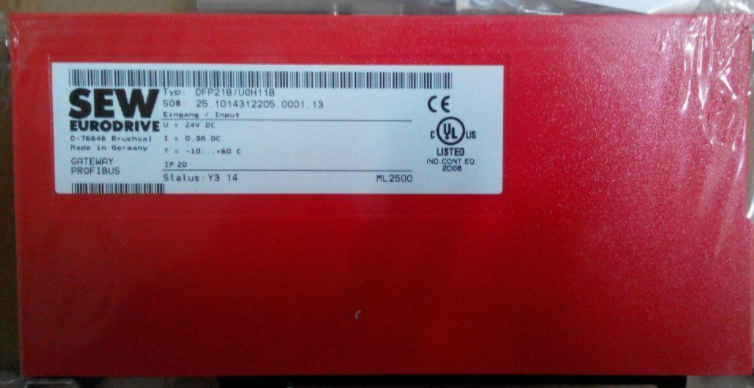 Typ: DFP21B/UOH11B
SO#: 25.1014312205.0001.13
SEW
EURODRIVE
D-76646 Bruchsal
Made in Germany
GATEWAY
PROFIBUS
Eingang / Input
U = 24V DC
I = 0,3A DC
T = -10...+60 C
IP 20
Status: Y3 14
ML2500
CE
C UL US
LISTED
IND.CONT.EQ.
2D06